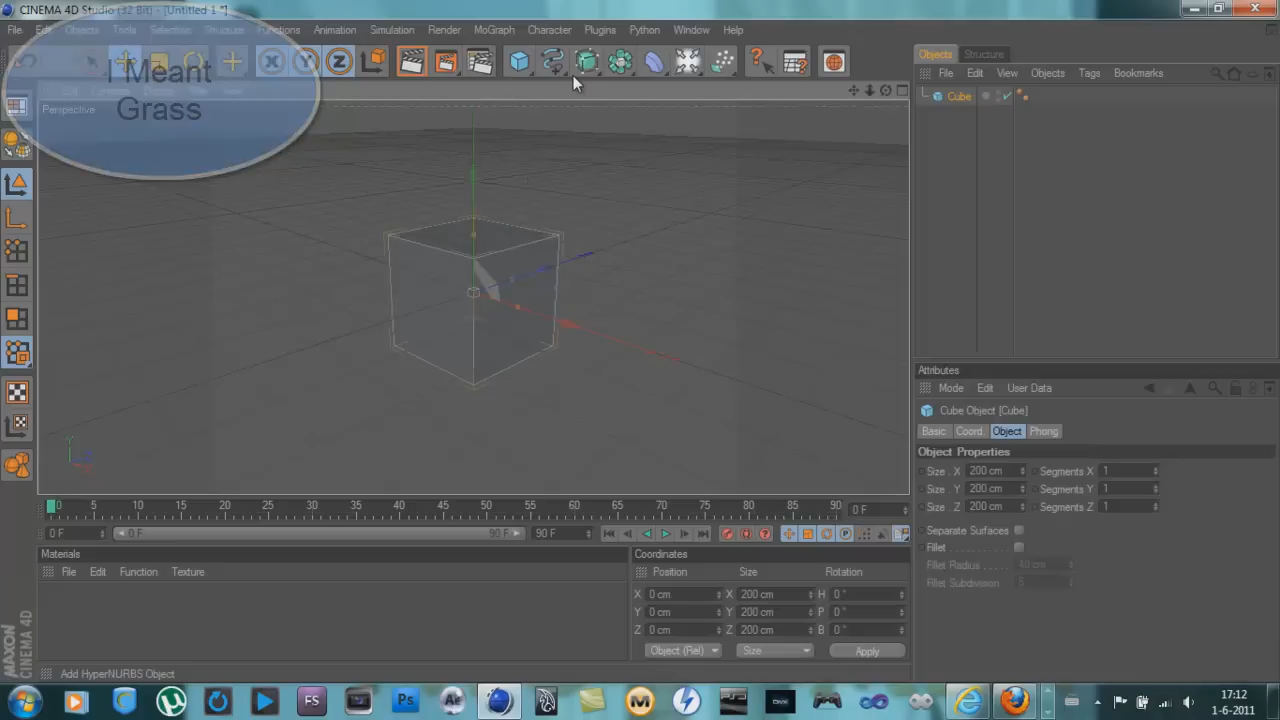 CINEMA 4D Studio (32 Bit) - [Untitled 1 *]
File Edit Objects Tools Selection Structure Functions Animation Simulation Render MoGraph Character Plugins Python Window Help
I Meant
Grass
Perspective
Objects Structure
File Edit View Objects Tags Bookmarks
Cube
Attributes
Mode Edit User Data
Cube Object [Cube]
Basic Coord. Object Phong
Object Properties
Size . X 200 cm Segments X 1
Size . Y 200 cm Segments Y 1
Size . Z 200 cm Segments Z 1
Separate Surfaces
Fillet
Fillet Radius 40 cm
Fillet Subdivision 5
Y
0 5 10 15 20 25 30 35 40 45 50 55 60 65 70 75 80 85 90 0 F
0 F 0 F 90 F 90 F
Materials
File Edit Function Texture
Coordinates
Position Size Rotation
X 0 cm X 200 cm H 0 °
Y 0 cm Y 200 cm P 0 °
Z 0 cm Z 200 cm B 0 °
Object (Rel) Size Apply
MAXON CINEMA 4D
Add HyperNURBS Object
FS Ps Ae
17:12
1-6-2011